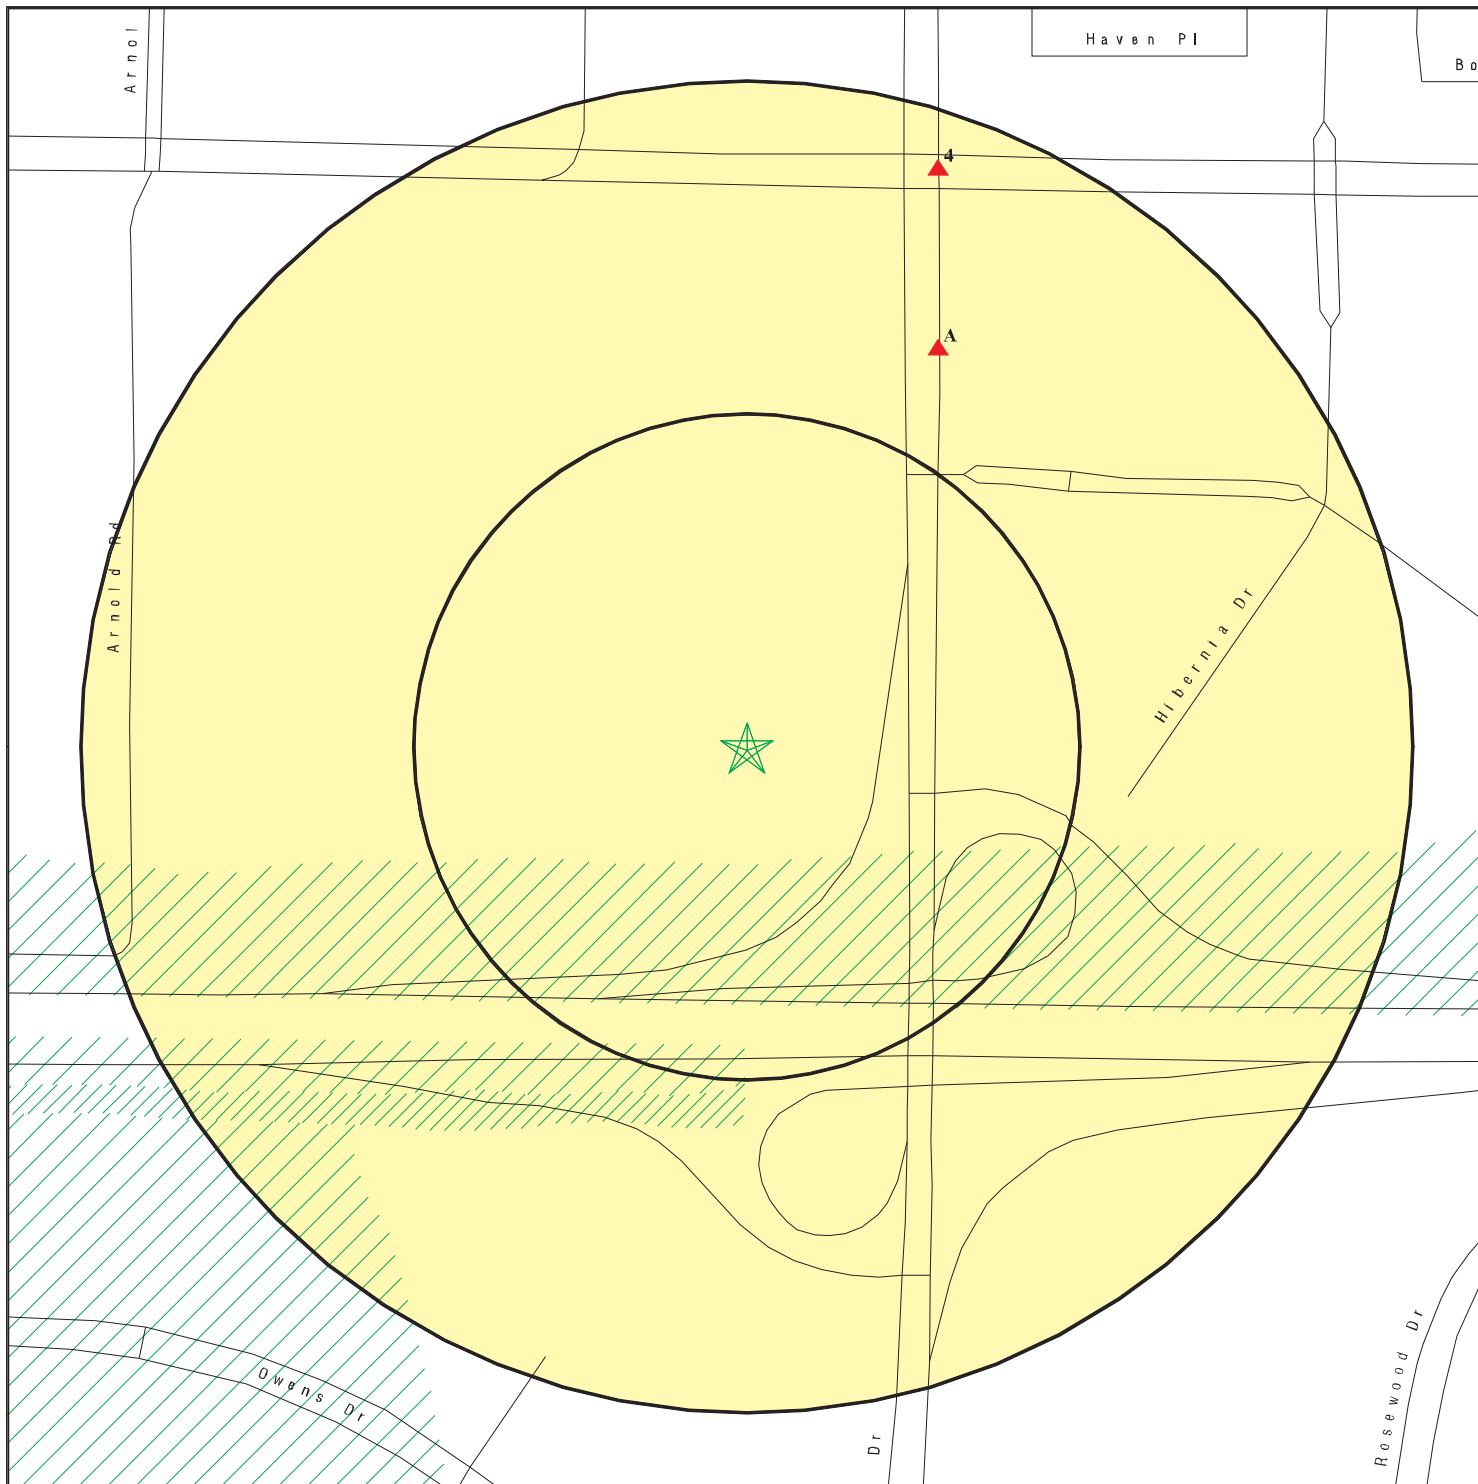 Arnol
Haven Pl
Bo
4
A
Arnold Rd
Hibernia Dr
Owens Dr
Dr
Rosewood Dr